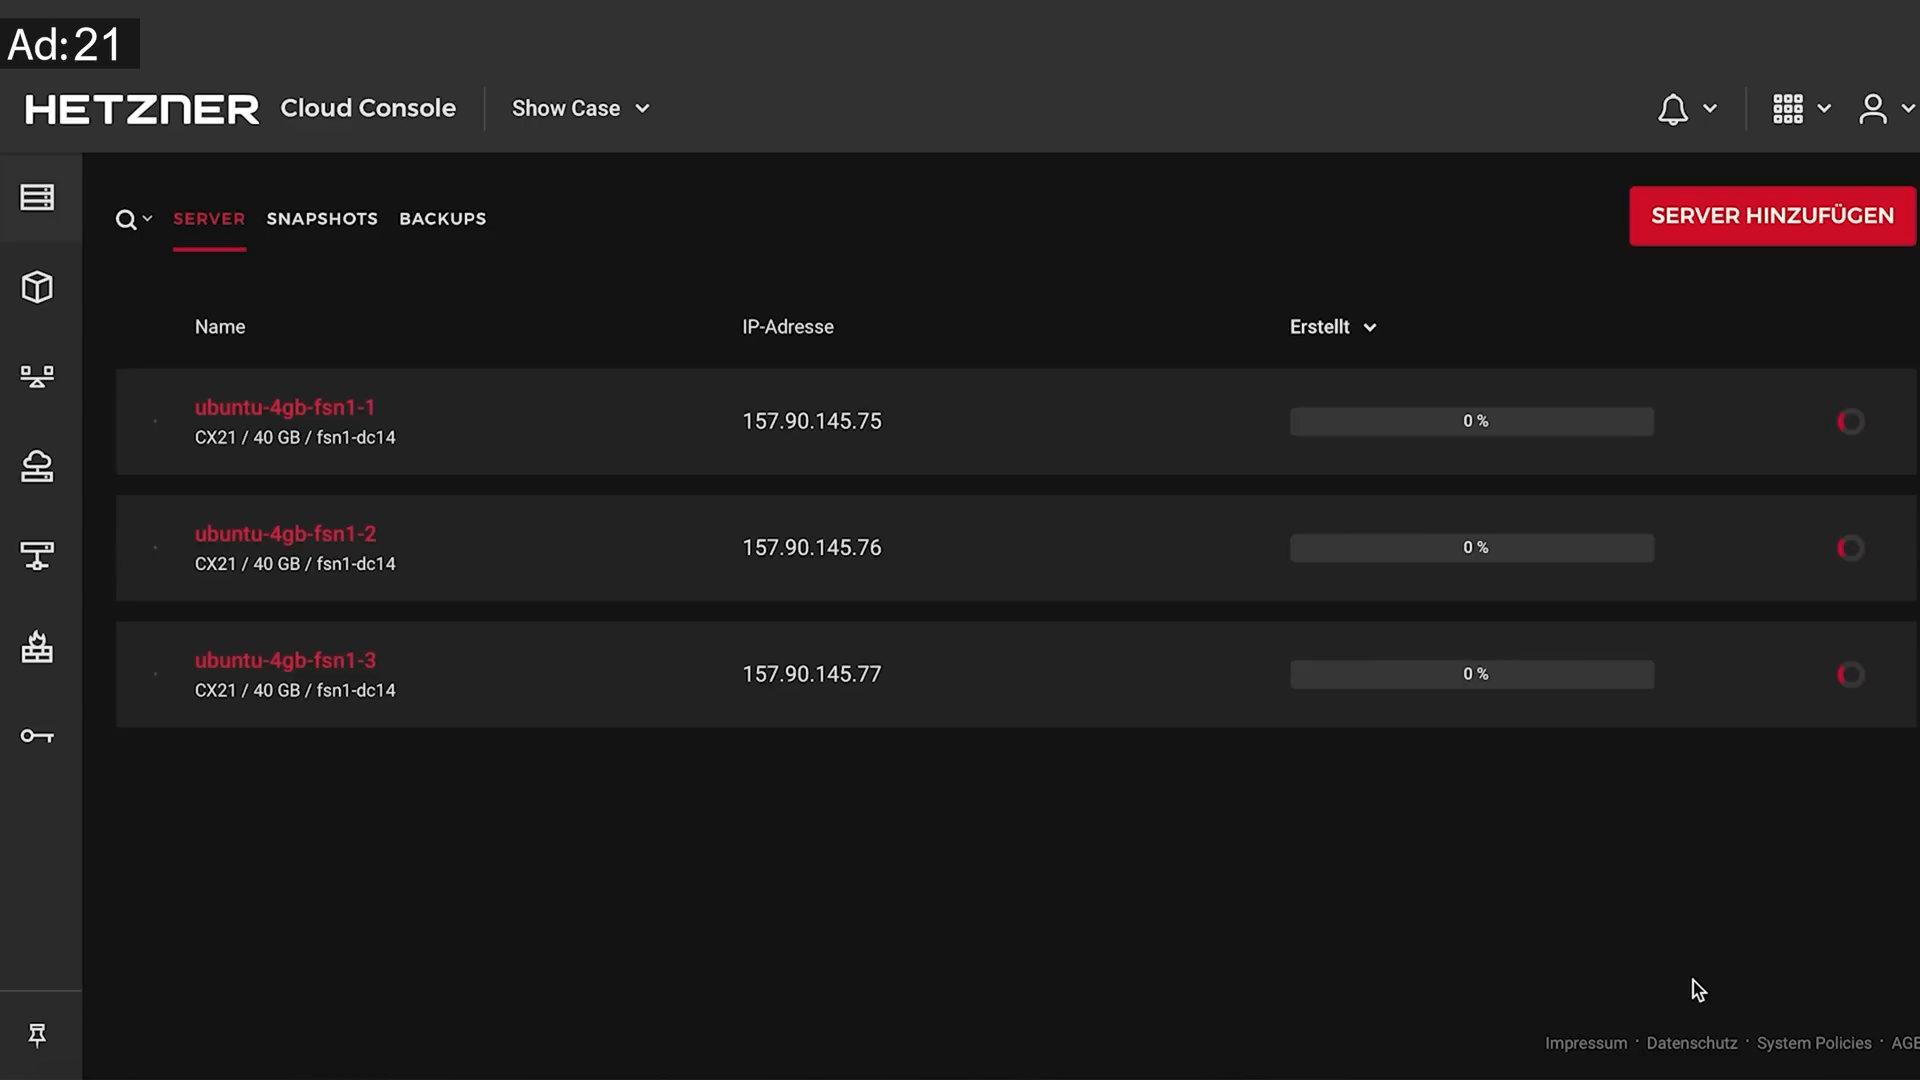 Ad:21
HETZNER Cloud Console Show Case
SERVER SNAPSHOTS BACKUPS SERVER HINZUFÜGEN
Name IP-Adresse Erstellt
ubuntu-4gb-fsn1-1
CX21 / 40 GB / fsn1-dc14
157.90.145.75
0 %
ubuntu-4gb-fsn1-2
CX21 / 40 GB / fsn1-dc14
157.90.145.76
0 %
ubuntu-4gb-fsn1-3
CX21 / 40 GB / fsn1-dc14
157.90.145.77
0 %
Impressum · Datenschutz · System Policies · AGB